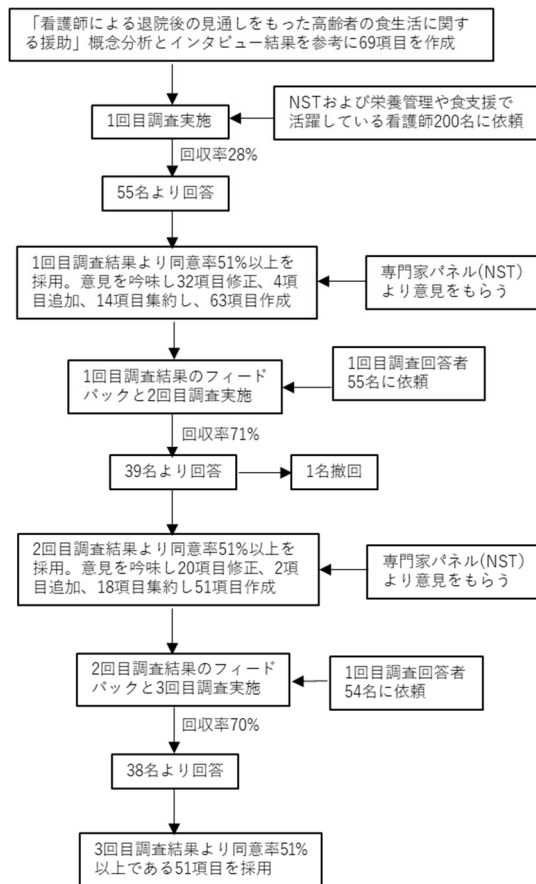 「看護師による退院後の見通しをもった高齢者の食生活に関す
る援助」概念分析とインタビュー結果を参考に69項目を作成
1回目調査実施
NSTおよび栄養管理や食支援で
活躍している看護師200名に依頼
回収率28%
55名より回答
1回目調査結果より同意率51%以上を
採用。意見を吟味し32項目修正、4項
目追加、14項目集約し、63項目作成
専門家パネル(NST)
より意見をもらう
1回目調査結果のフィード
バックと2回目調査実施
1回目調査回答者
55名に依頼
回収率71%
39名より回答
1名撤回
2回目調査結果より同意率51%以上を
採用。意見を吟味し20項目修正、2項
目追加、18項目集約し51項目作成
専門家パネル(NST)
より意見をもらう
2回目調査結果のフィード
バックと3回目調査実施
1回目調査回答者
54名に依頼
回収率70%
38名より回答
3回目調査結果より同意率51%
以上である51項目を採用